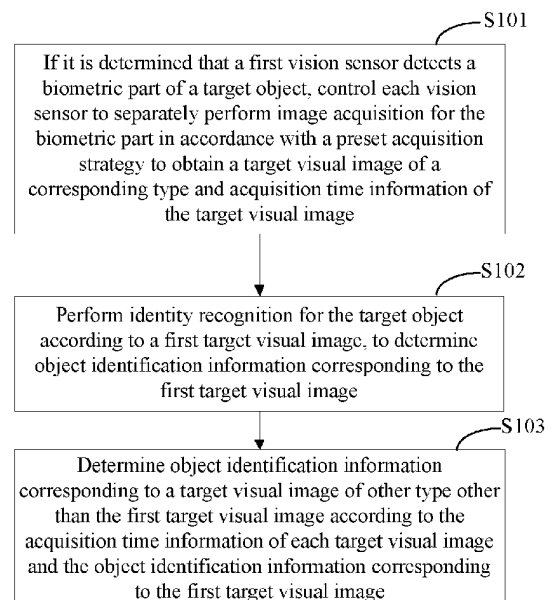 S101
If it is determined that a first vision sensor detects a
biometric part of a target object, control each vision
sensor to separately perform image acquisition for the
biometric part in accordance with a preset acquisition
strategy to obtain a target visual image of a
corresponding type and acquisition time information of
the target visual image
S102
Perform identity recognition for the target object
according to a first target visual image, to determine
object identification information corresponding to the
first target visual image
S103
Determine object identification information
corresponding to a target visual image of other type other
than the first target visual image according to the
acquisition time information of each target visual image
and the object identification information corresponding
to the first target visual image